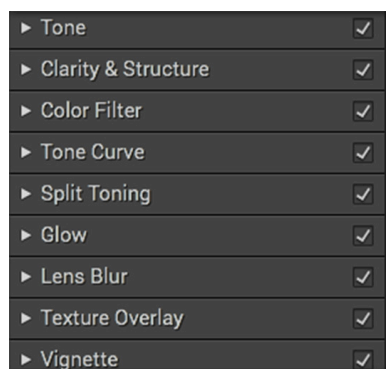 Tone
Clarity & Structure
Color Filter
Tone Curve
Split Toning
Glow
Lens Blur
Texture Overlay
Vignette